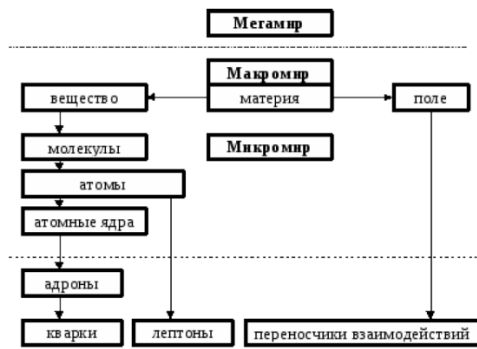 Мегамир
Макромир
вещество
материя
поле
молекулы
Микромир
атомы
атомные ядра
адроны
кварки
лептоны
переносчики взаимодействий